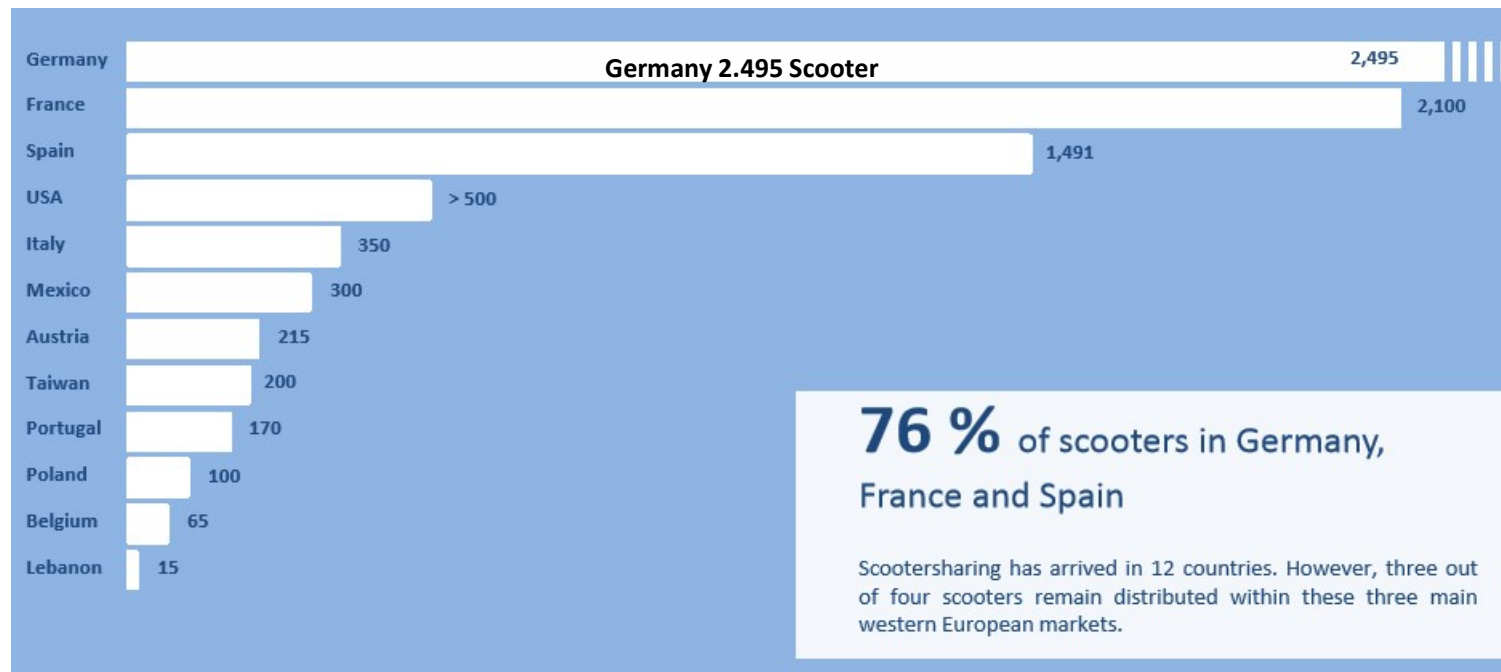 Germany
Germany 2.495 Scooter
2,495
France
2,100
Spain
1,491
USA
> 500
Italy
350
Mexico
300
Austria
215
Taiwan
200
Portugal
170
Poland
100
Belgium
65
Lebanon
15
76 % of scooters in Germany,
France and Spain
Scootersharing has arrived in 12 countries. However, three out
of four scooters remain distributed within these three main
western European markets.